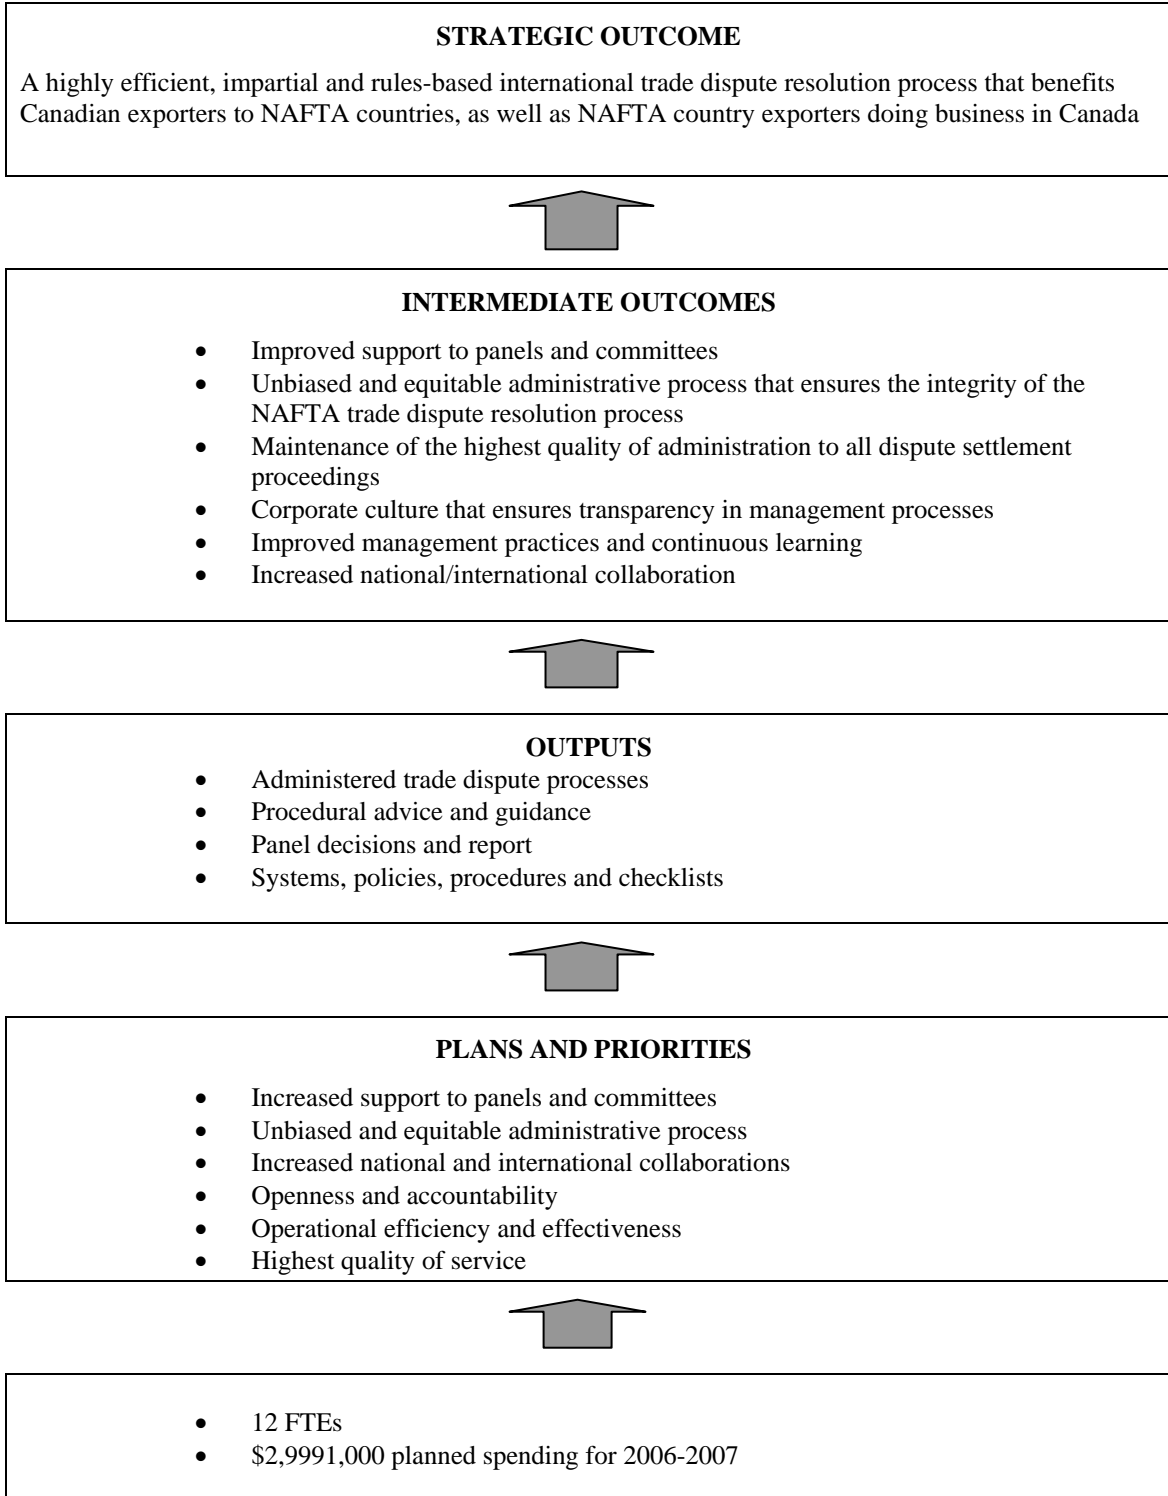 STRATEGIC OUTCOME
A highly efficient, impartial and rules-based international trade dispute resolution process that benefits
Canadian exporters to NAFTA countries, as well as NAFTA country exporters doing business in Canada
INTERMEDIATE OUTCOMES
• Improved support to panels and committees
• Unbiased and equitable administrative process that ensures the integrity of the
NAFTA trade dispute resolution process
• Maintenance of the highest quality of administration to all dispute settlement
proceedings
• Corporate culture that ensures transparency in management processes
• Improved management practices and continuous learning
• Increased national/international collaboration
OUTPUTS
• Administered trade dispute processes
• Procedural advice and guidance
• Panel decisions and report
• Systems, policies, procedures and checklists
PLANS AND PRIORITIES
• Increased support to panels and committees
• Unbiased and equitable administrative process
• Increased national and international collaborations
• Openness and accountability
• Operational efficiency and effectiveness
• Highest quality of service
• 12 FTEs
• $2,9991,000 planned spending for 2006-2007